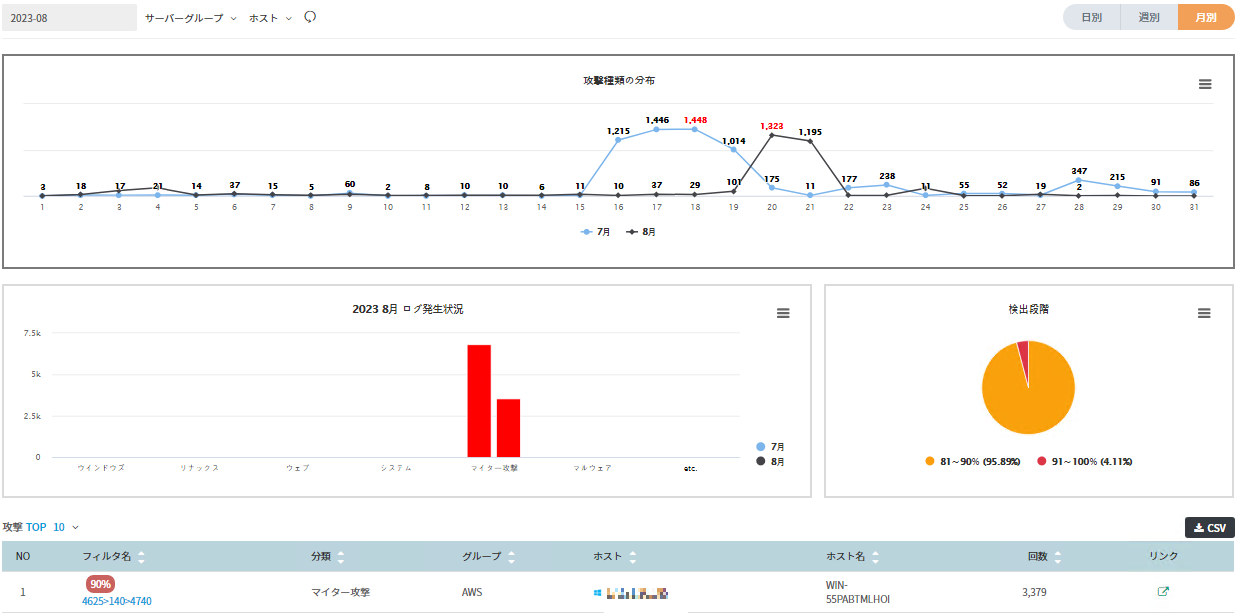 2023-08 サーバーグループ ホスト 日別 週別 月別
攻撃種類の分布
1,446 1,448
1,215 1,323 1,195
1,014
347
175 177 238 215
3 18 17 21 14 37 15 5 60 2 8 10 10 6 11 10 37 29 101 11 55 52 19 2 91 86
1 2 3 4 5 6 7 8 9 10 11 12 13 14 15 16 17 18 19 20 21 22 23 24 25 26 27 28 29 30 31
7月 8月
2023 8月 ログ発生状況
7.5k
5k
2.5k
0
ウインドウズ リナックス ウェブ システム マイター攻撃 マルウェア etc.
7月
8月
検出段階
81~90% (95.89%) 91~100% (4.11%)
攻撃 TOP 10 CSV
NO フィルタ名 分類 グループ ホスト ホスト名 回数 リンク
1 90% 4625>140>4740 マイター攻撃 AWS WIN-55PABTMLHOI 3,379